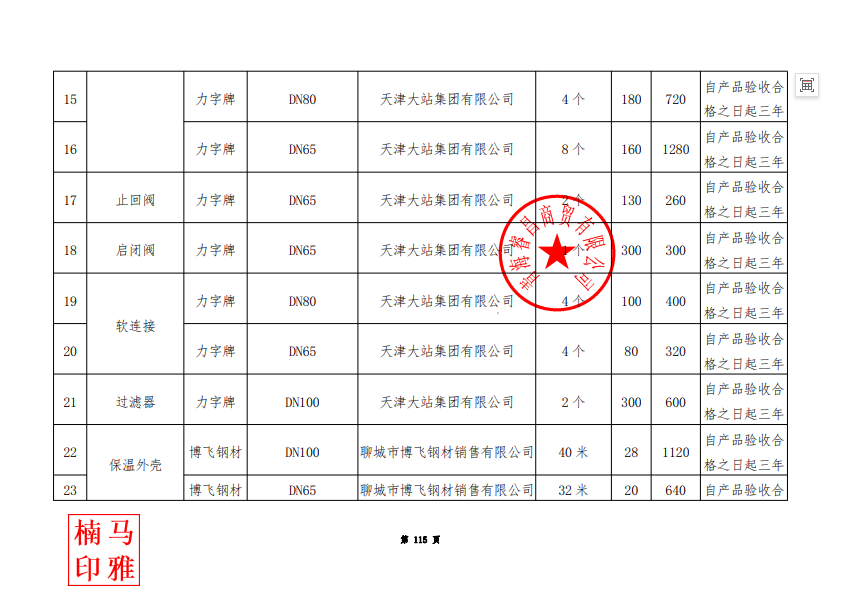 15 力字牌 DN80 天津大站集团有限公司 4 个 180 720 自产品验收合
格之日起三年
16 力字牌 DN65 天津大站集团有限公司 8 个 160 1280 自产品验收合
格之日起三年
17 止回阀 力字牌 DN65 天津大站集团有限公司 2 个 130 260 自产品验收合
格之日起三年
18 启闭阀 力字牌 DN65 天津大站集团有限公司 1 个 300 300 自产品验收合
格之日起三年
19 软连接 力字牌 DN80 天津大站集团有限公司 4 个 100 400 自产品验收合
格之日起三年
20 力字牌 DN65 天津大站集团有限公司 4 个 80 320 自产品验收合
格之日起三年
21 过滤器 力字牌 DN100 天津大站集团有限公司 2 个 300 600 自产品验收合
格之日起三年
22 保温外壳 博飞钢材 DN100 聊城市博飞钢材销售有限公司 40 米 28 1120 自产品验收合
格之日起三年
23 博飞钢材 DN65 聊城市博飞钢材销售有限公司 32 米 20 640 自产品验收合
昌商贸有限公司
楠马
印雅
第 115 页